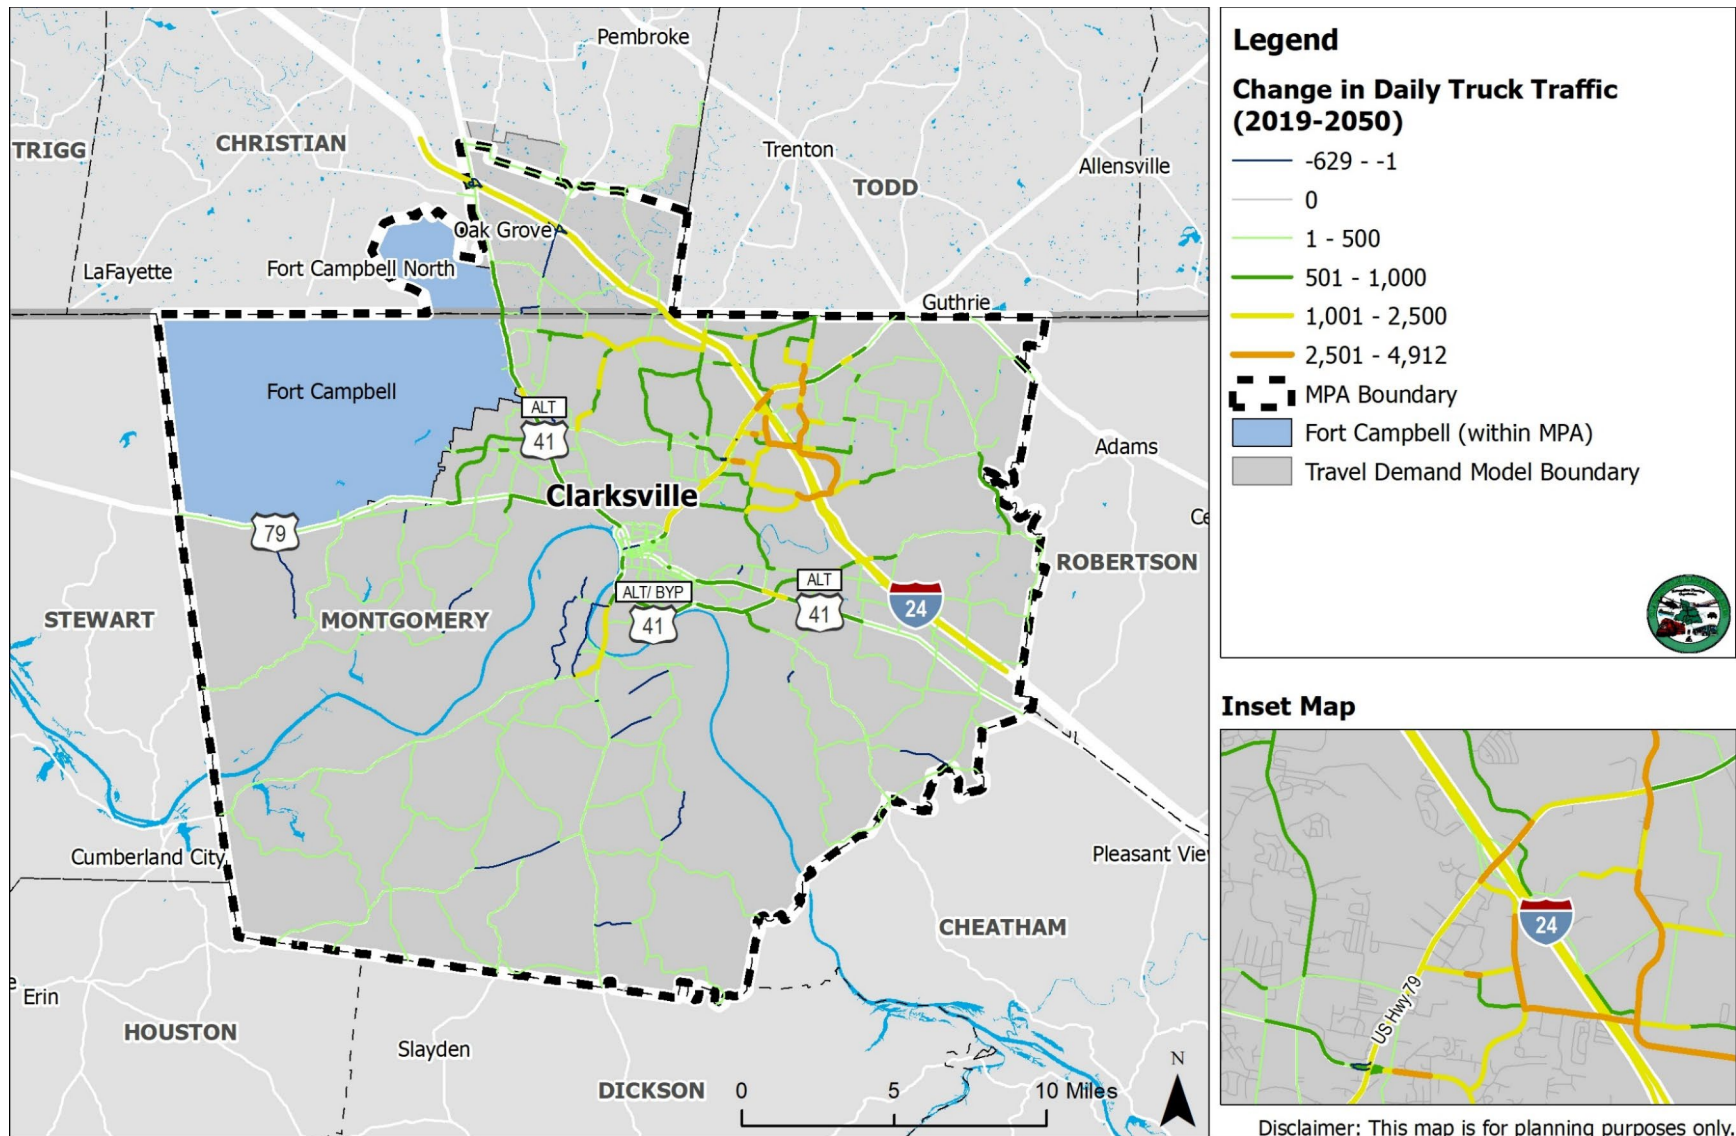 Pembroke
CHRISTIAN
TRIGG
Trenton
Allensville
TODD
Oak Grove
LaFayette
Fort Campbell North
Guthrie
Fort Campbell
ALT
41
Adams
Clarksville
79
ROBERTSON
ALT
ALT/ BYP
41
41
24
STEWART
MONTGOMERY
Cumberland City
Pleasant Vie
CHEATHAM
Erin
HOUSTON
Slayden
DICKSON
0 5 10 Miles
N
Legend
Change in Daily Truck Traffic
(2019-2050)
-629 - -1
0
1 - 500
501 - 1,000
1,001 - 2,500
2,501 - 4,912
MPA Boundary
Fort Campbell (within MPA)
Travel Demand Model Boundary
Inset Map
24
US Hwy 79
Disclaimer: This map is for planning purposes only.